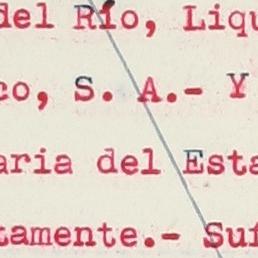 del Río, Liqu
co, S. A.- Y
aria del Esta
tamente.- Suf